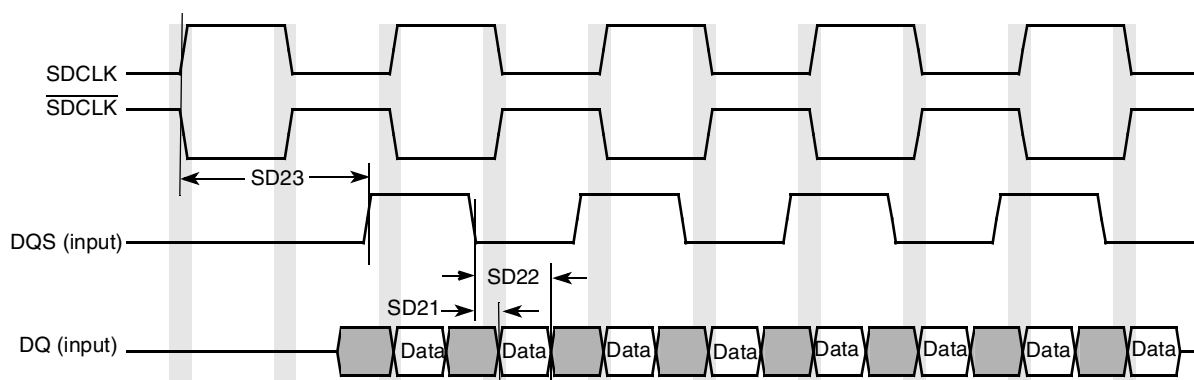 SDCLK
SDCLK
SD23
DQS (input)
SD22
SD21
DQ (input)
Data
Data
Data
Data
Data
Data
Data
Data